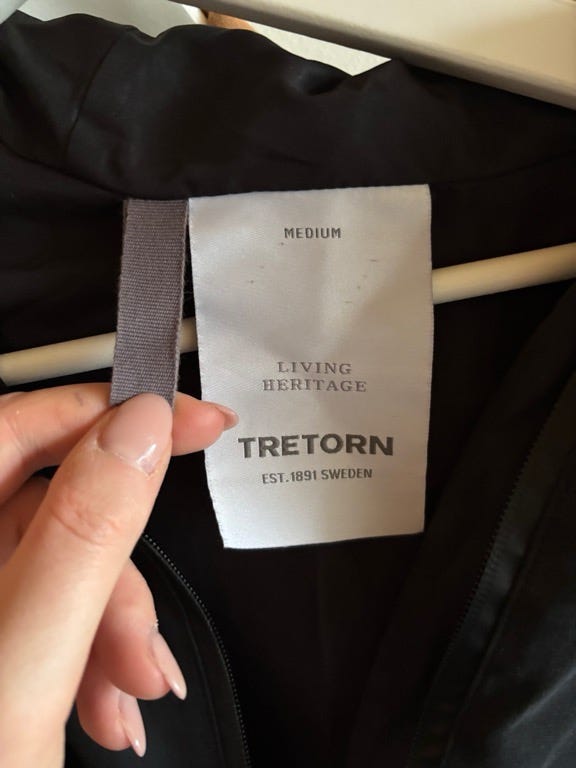 MEDIUM
LIVING
HERITAGE
TRETORN
EST.1891 SWEDEN